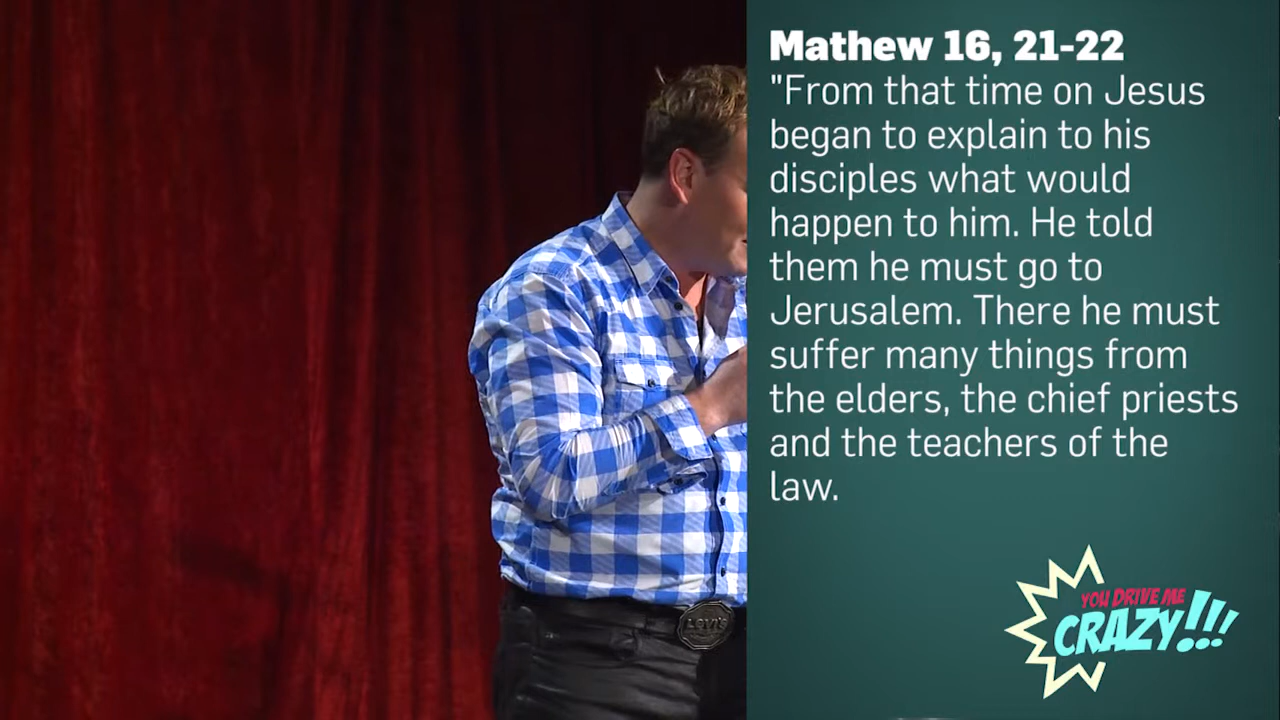 Mathew 16, 21-22
"From that time on Jesus
began to explain to his
disciples what would
happen to him. He told
them he must go to
Jerusalem. There he must
suffer many things from
the elders, the chief priests
and the teachers of the
law.
YOU DRIVE ME
CRAZY!!!
LEVI'S